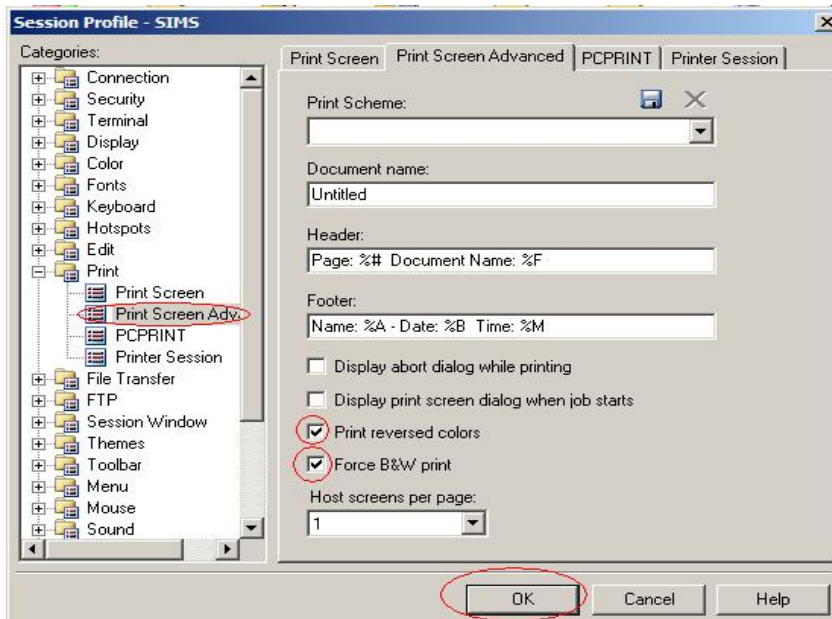 Session Profile - SIMS
Categories:
Connection
Security
Terminal
Display
Color
Fonts
Keyboard
Hotspots
Edit
Print
Print Screen
Print Screen Adv
PCPRINT
Printer Session
File Transfer
FTP
Session Window
Themes
Toolbar
Menu
Mouse
Sound
Print Screen Print Screen Advanced PCPRINT Printer Session
Print Scheme:
Document name:
Untitled
Header:
Page: %# Document Name: %F
Footer:
Name: %A - Date: %B Time: %M
Display abort dialog while printing
Display print screen dialog when job starts
Print reversed colors
Force B&W print
Host screens per page:
1
OK Cancel Help